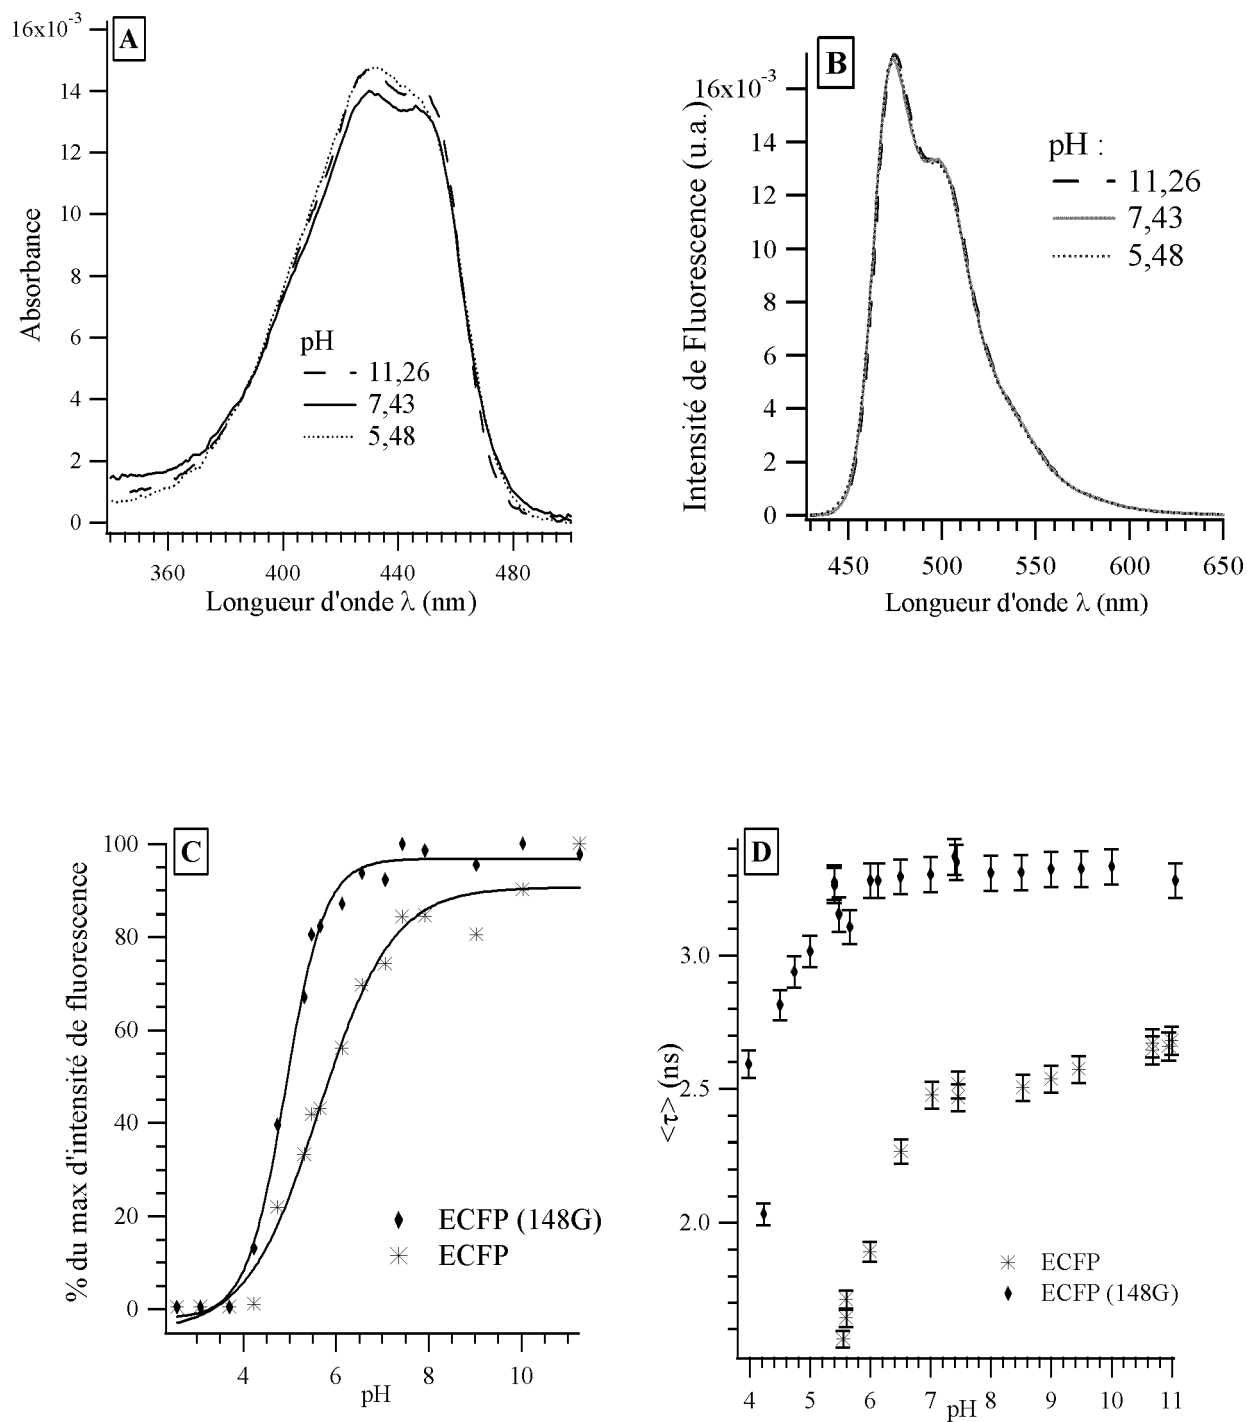 A
16x10⁻³
14
12
10
8
6
4
2
0
Absorbance
pH
11,26
7,43
5,48
360 400 440 480
Longueur d'onde λ (nm)
B
16x10⁻³
14
12
10
8
6
4
2
0
Intensité de Fluorescence (u.a.)
pH :
11,26
7,43
5,48
450 500 550 600 650
Longueur d'onde λ (nm)
C
100
80
60
40
20
0
% du max d'intensité de fluorescence
ECFP (148G)
ECFP
4 6 8 10
pH
D
3.0
2.5
2.0
<τ> (ns)
ECFP
ECFP (148G)
4 5 6 7 8 9 10 11
pH